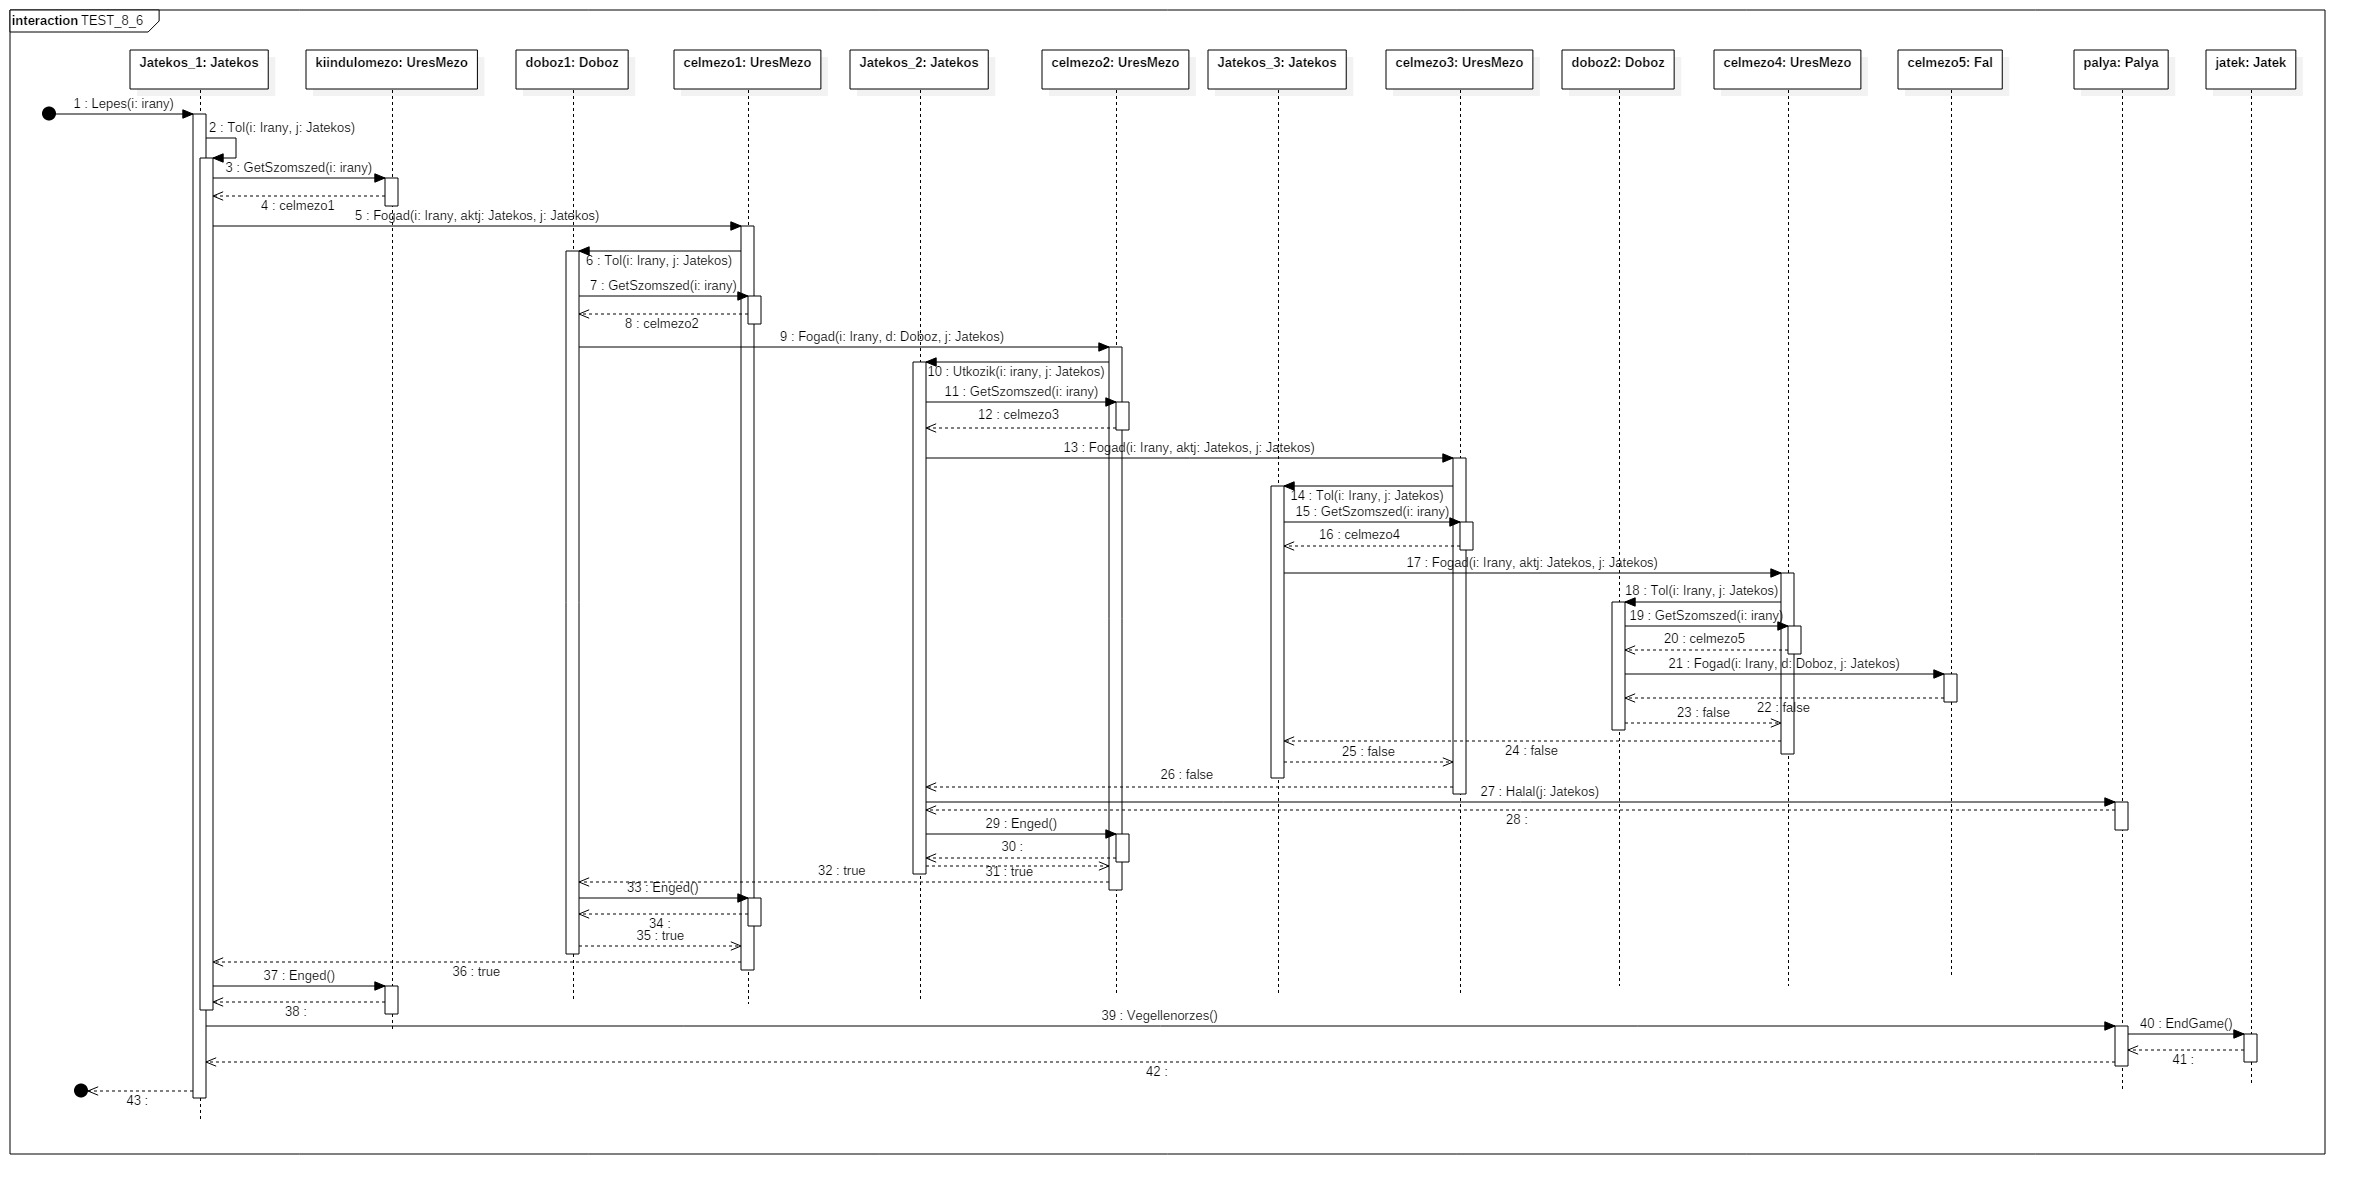 interaction TEST_8_6
Jatekos_1: Jatekos
kiindulomezo: UresMezo
doboz1: Doboz
celmezo1: UresMezo
Jatekos_2: Jatekos
celmezo2: UresMezo
Jatekos_3: Jatekos
celmezo3: UresMezo
doboz2: Doboz
celmezo4: UresMezo
celmezo5: Fal
palya: Palya
jatek: Jatek
1 : Lepes(i: irany)
2 : Tol(i: Irany, j: Jatekos)
3 : GetSzomszed(i: irany)
4 : celmezo1
5 : Fogad(i: Irany, aktj: Jatekos, j: Jatekos)
6 : Tol(i: Irany, j: Jatekos)
7 : GetSzomszed(i: irany)
8 : celmezo2
9 : Fogad(i: Irany, d: Doboz, j: Jatekos)
10 : Utkozik(i: irany, j: Jatekos)
11 : GetSzomszed(i: irany)
12 : celmezo3
13 : Fogad(i: Irany, aktj: Jatekos, j: Jatekos)
14 : Tol(i: Irany, j: Jatekos)
15 : GetSzomszed(i: irany)
16 : celmezo4
17 : Fogad(i: Irany, aktj: Jatekos, j: Jatekos)
18 : Tol(i: Irany, j: Jatekos)
19 : GetSzomszed(i: irany)
20 : celmezo5
21 : Fogad(i: Irany, d: Doboz, j: Jatekos)
22 : false
23 : false
24 : false
25 : false
26 : false
27 : Halal(j: Jatekos)
28 :
29 : Enged()
30 :
31 : true
32 : true
33 : Enged()
34 :
35 : true
36 : true
37 : Enged()
38 :
39 : Vegellenorzes()
40 : EndGame()
41 :
42 :
43 :